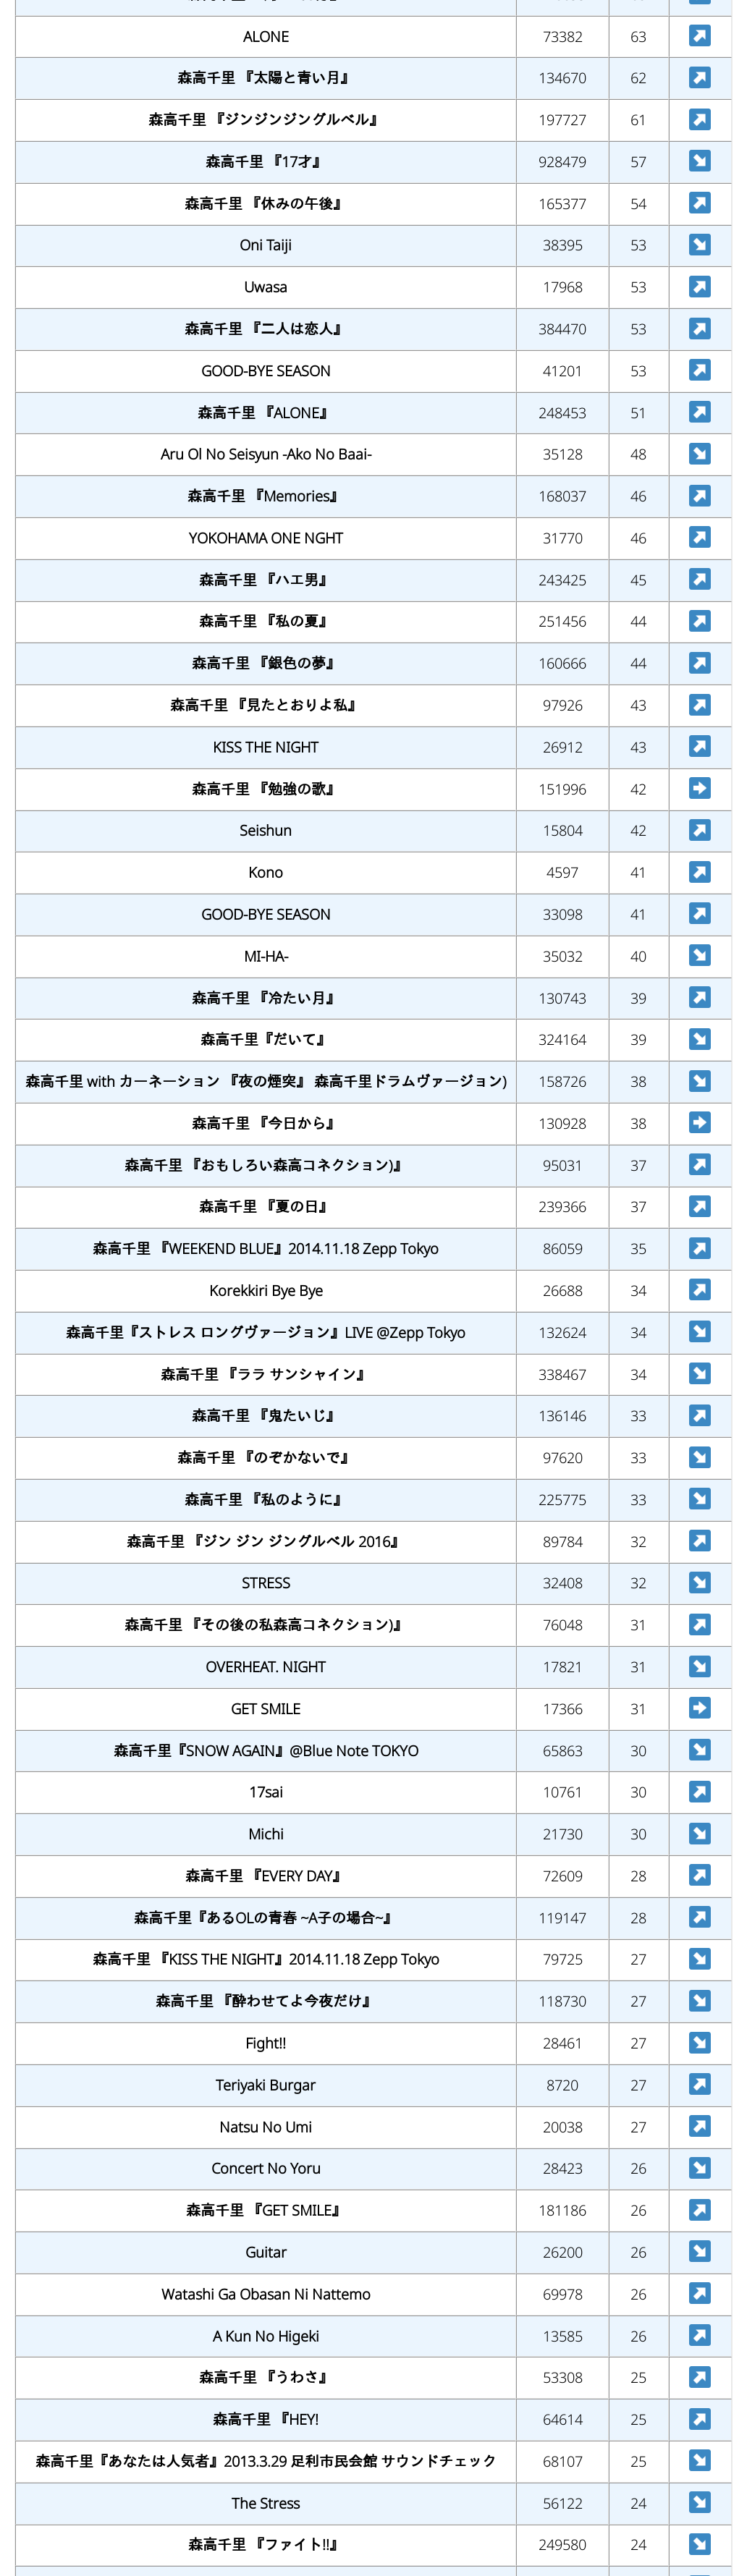 ALONE 73382 63
森高千里 『太陽と青い月』 134670 62
森高千里 『ジンジンジングルベル』 197727 61
森高千里 『17才』 928479 57
森高千里 『休みの午後』 165377 54
Oni Taiji 38395 53
Uwasa 17968 53
森高千里 『二人は恋人』 384470 53
GOOD-BYE SEASON 41201 53
森高千里 『ALONE』 248453 51
Aru Ol No Seisyun -Ako No Baai- 35128 48
森高千里 『Memories』 168037 46
YOKOHAMA ONE NGHT 31770 46
森高千里 『ハエ男』 243425 45
森高千里 『私の夏』 251456 44
森高千里 『銀色の夢』 160666 44
森高千里 『見たとおりよ私』 97926 43
KISS THE NIGHT 26912 43
森高千里 『勉強の歌』 151996 42
Seishun 15804 42
Kono 4597 41
GOOD-BYE SEASON 33098 41
MI-HA- 35032 40
森高千里 『冷たい月』 130743 39
森高千里『だいて』 324164 39
森高千里 with カーネーション 『夜の煙突』 森高千里ドラムヴァージョン) 158726 38
森高千里 『今日から』 130928 38
森高千里 『おもしろい森高コネクション)』 95031 37
森高千里 『夏の日』 239366 37
森高千里 『WEEKEND BLUE』2014.11.18 Zepp Tokyo 86059 35
Korekkiri Bye Bye 26688 34
森高千里『ストレス ロングヴァージョン』LIVE @Zepp Tokyo 132624 34
森高千里 『ララ サンシャイン』 338467 34
森高千里 『鬼たいじ』 136146 33
森高千里 『のぞかないで』 97620 33
森高千里 『私のように』 225775 33
森高千里 『ジン ジン ジングルベル 2016』 89784 32
STRESS 32408 32
森高千里 『その後の私森高コネクション)』 76048 31
OVERHEAT. NIGHT 17821 31
GET SMILE 17366 31
森高千里『SNOW AGAIN』@Blue Note TOKYO 65863 30
17sai 10761 30
Michi 21730 30
森高千里 『EVERY DAY』 72609 28
森高千里『あるOLの青春 ~A子の場合~』 119147 28
森高千里 『KISS THE NIGHT』2014.11.18 Zepp Tokyo 79725 27
森高千里 『酔わせてよ今夜だけ』 118730 27
Fight!! 28461 27
Teriyaki Burgar 8720 27
Natsu No Umi 20038 27
Concert No Yoru 28423 26
森高千里 『GET SMILE』 181186 26
Guitar 26200 26
Watashi Ga Obasan Ni Nattemo 69978 26
A Kun No Higeki 13585 26
森高千里 『うわさ』 53308 25
森高千里 『HEY! 64614 25
森高千里『あなたは人気者』2013.3.29 足利市民会館 サウンドチェック 68107 25
The Stress 56122 24
森高千里 『ファイト!!』 249580 24